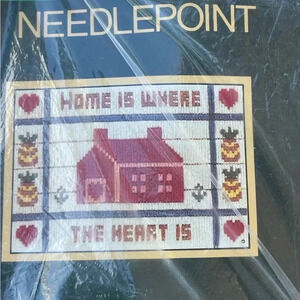 NEEDLEPOINT
HOME IS WHERE
THE HEART IS